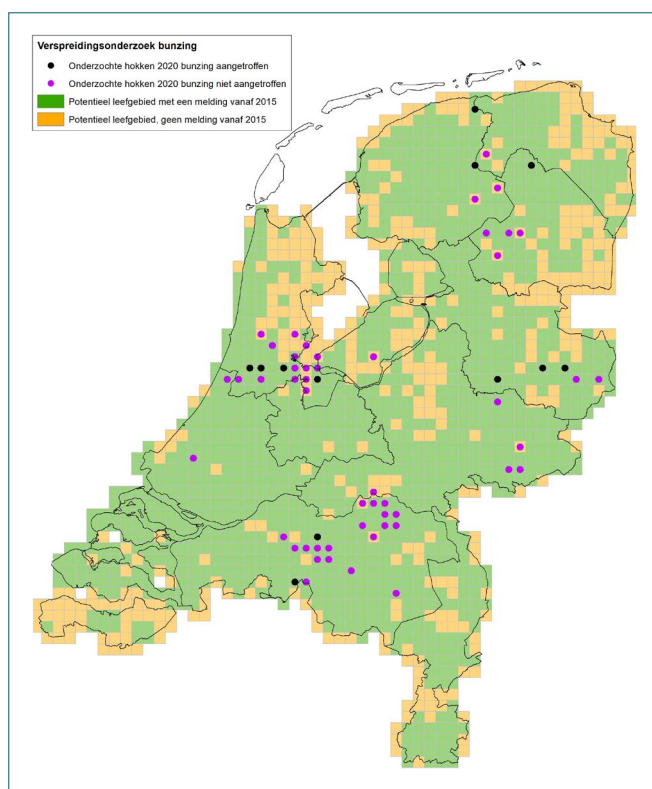 Verspreidingsonderzoek bunzing
Onderzochte hokken 2020 bunzing aangetroffen
Onderzochte hokken 2020 bunzing niet aangetroffen
Potentieel leefgebied met een melding vanaf 2015
Potentieel leefgebied, geen melding vanaf 2015